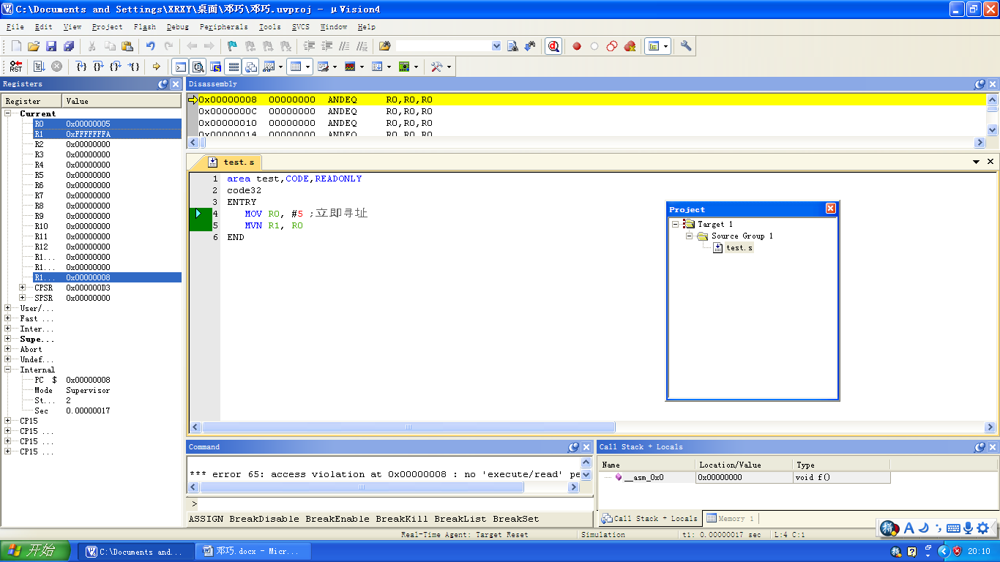 C:\Documents and Settings\XRXY\桌面\邓巧\邓巧.uvproj - µVision4
File Edit View Project Flash Debug Peripherals Tools SVCS Window Help
Registers
Register Value
Current
R0 0x00000005
R1 0xFFFFFFFA
R2 0x00000000
R3 0x00000000
R4 0x00000000
R5 0x00000000
R6 0x00000000
R7 0x00000000
R8 0x00000000
R9 0x00000000
R10 0x00000000
R11 0x00000000
R12 0x00000000
R1... 0x00000000
R1... 0x00000000
R1... 0x00000008
CPSR 0x000000D3
SPSR 0x00000000
User/...
Fast ...
Inter...
Supe...
Abort
Undef...
Internal
PC $ 0x00000008
Mode Supervisor
St... 2
Sec 0.00000017
CP15
CP15 ...
CP15 ...
CP15 ...
Disassembly
0x00000008 00000000 ANDEQ R0,R0,R0
0x0000000C 00000000 ANDEQ R0,R0,R0
0x00000010 00000000 ANDEQ R0,R0,R0
0x00000014 00000000 ANDEQ R0,R0,R0
test.s
1 area test,CODE,READONLY
2 code32
3 ENTRY
4 MOV R0, #5 ;立即寻址
5 MVN R1, R0
6 END
Project
Target 1
Source Group 1
test.s
Command
*** error 65: access violation at 0x00000008 : no 'execute/read' pe
>
ASSIGN BreakDisable BreakEnable BreakKill BreakList BreakSet
Call Stack + Locals
Name Location/Value Type
__asm_0x0 0x00000000 void f()
Call Stack + Locals Memory 1
Real-Time Agent: Target Reset Simulation t1: 0.00000017 sec L:4 C:1
开始 C:\Documents and... 邓巧.docx - Micr... 20:10